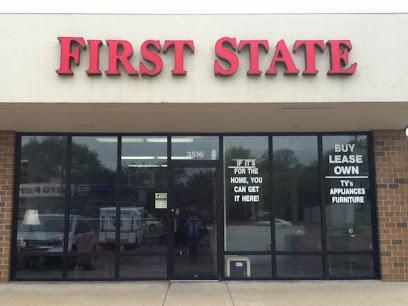 FIRST STATE
3516
IF IT'S
FOR THE
HOME, YOU
CAN GET
IT HERE!
BUY
LEASE
OWN
TV's
APPLIANCES
FURNITURE